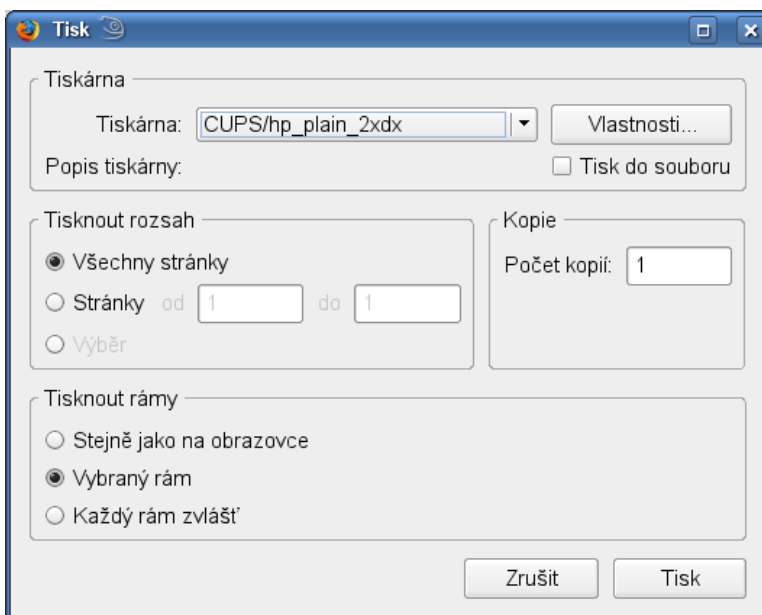 Tisk
Tiskárna
Tiskárna: CUPS/hp_plain_2xdx Vlastnosti...
Popis tiskárny: Tisk do souboru
Tisknout rozsah
Všechny stránky
Stránky od 1 do 1
Výběr
Kopie
Počet kopií: 1
Tisknout rámy
Stejně jako na obrazovce
Vybraný rám
Každý rám zvlášť
Zrušit Tisk